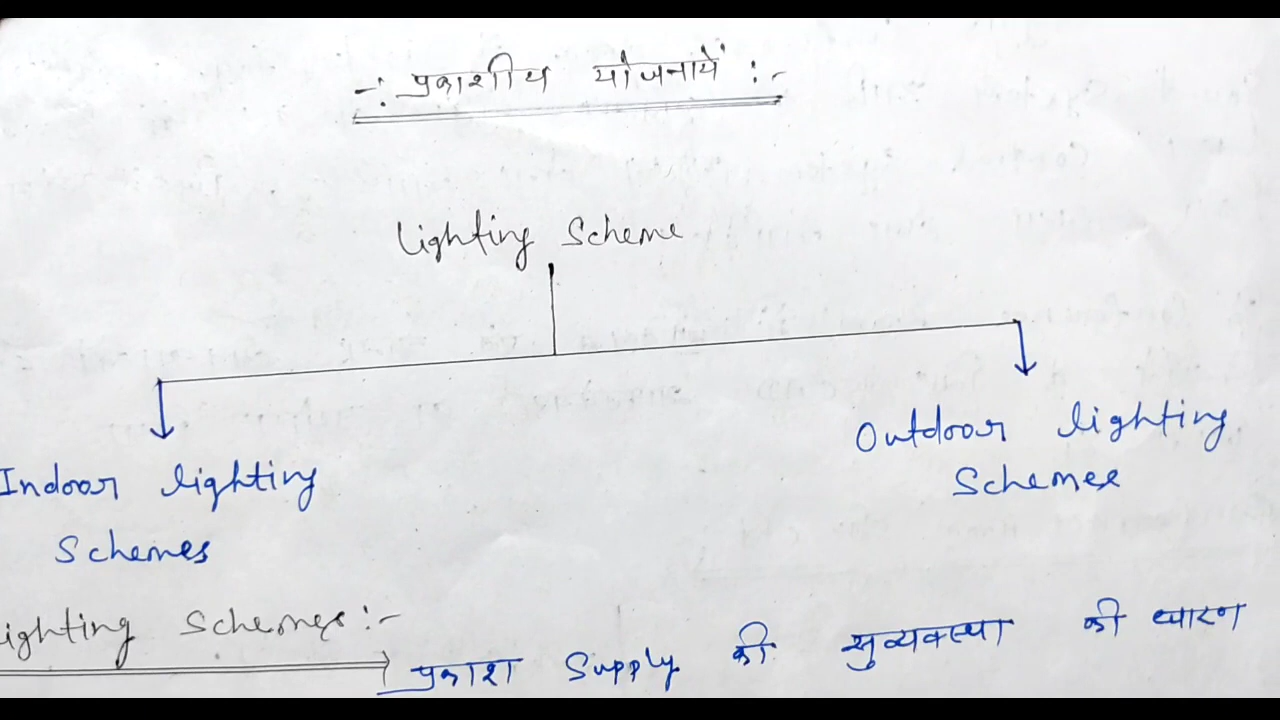 -: प्रकाशीय योजनायें :-
Lighting Scheme
Indoor lighting
Schemes
Outdoor lighting
Schemes
ighting Schemes:-
प्रकाश Supply की सुव्यवस्था की धारण